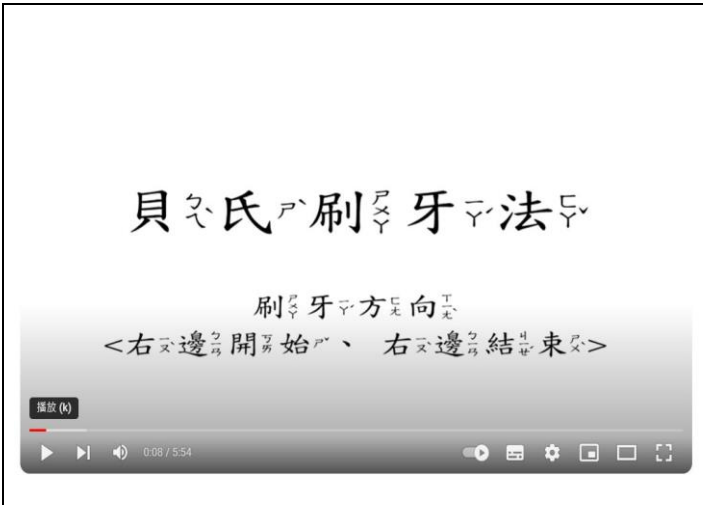 貝ㄅㄟˋ氏ㄕˋ刷ㄕㄨㄚ牙ㄧㄚˊ法ㄈㄚˇ
刷ㄕㄨㄚ牙ㄧㄚˊ方ㄈㄤ向ㄒㄧㄤˋ
<右ㄧㄡˋ邊ㄅㄧㄢ開ㄎㄞ始ㄕˇ、 右ㄧㄡˋ邊ㄅㄧㄢ結ㄐㄧㄝˊ束ㄕㄨˋ>
播放 (k)
0:08 / 5:54